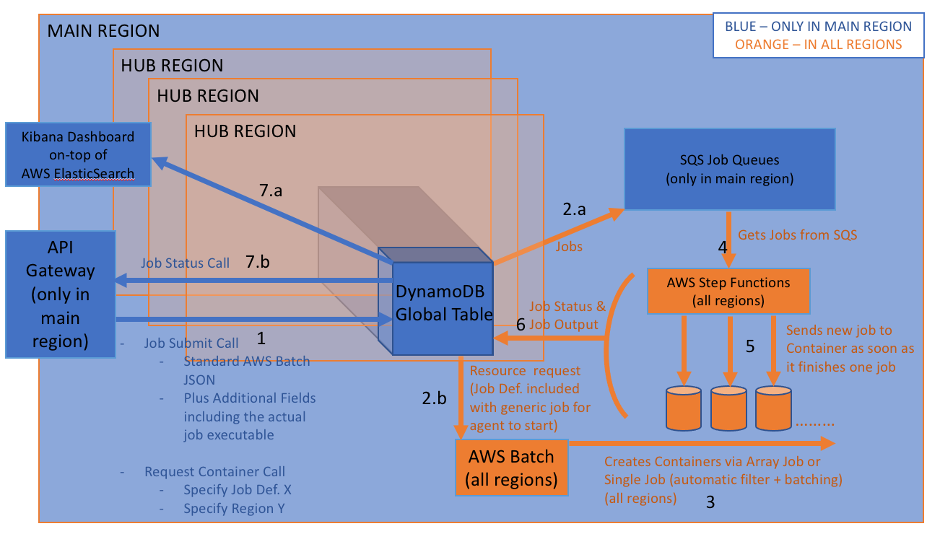 MAIN REGION
BLUE – ONLY IN MAIN REGION
ORANGE – IN ALL REGIONS
HUB REGION
HUB REGION
HUB REGION
Kibana Dashboard
on-top of
AWS ElasticSearch
SQS Job Queues
(only in main region)
7.a
2.a
Jobs
4
Gets Jobs from SQS
API
Gateway
(only in
main
region)
Job Status Call
7.b
DynamoDB
Global Table
AWS Step Functions
(all regions)
Job Status &
Job Output
6
1
5
Sends new job to
Container as soon as
it finishes one job
- Job Submit Call
- Standard AWS Batch
JSON
- Plus Additional Fields
including the actual
job executable
- Request Container Call
- Specify Job Def. X
- Specify Region Y
2.b
Resource request
(Job Def. included
with generic job for
agent to start)
.........
AWS Batch
(all regions)
Creates Containers via Array Job or
Single Job (automatic filter + batching)
(all regions)
3